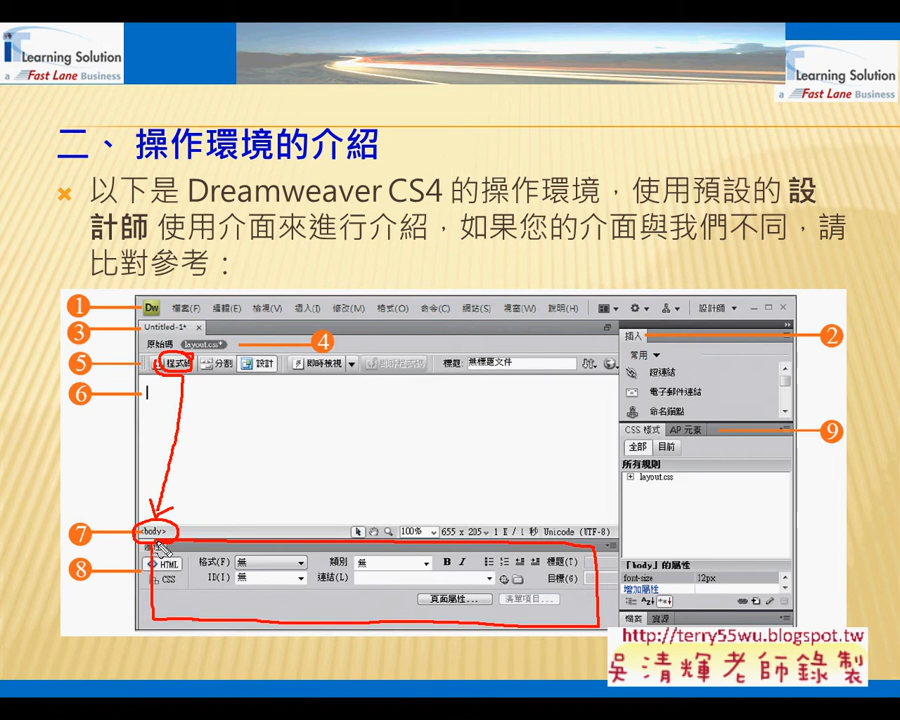 iT Learning Solution
a Fast Lane Business
Learning Solution
a Fast Lane Business
二、 操作環境的介紹
以下是 Dreamweaver CS4 的操作環境，使用預設的 設
計師 使用介面來進行介紹，如果您的介面與我們不同，請
比對參考：
1 Dw 檔案(F) 編輯(E) 檢視(V) 插入(I) 修改(M) 格式(O) 命令(C) 網站(S) 視窗(W) 說明(H) 設計師
3 Untitled-1* ×
原始碼 layout.css* 4
5 程式碼 分割 設計 即時檢視 即時程式碼 標題: 無標題文件
6
7 <body> 100% 655 x 205 1 K / 1 秒 Unicode (UTF-8)
8 <> HTML 格式(F) 無 類別 無 B I 標題(T)
CSS ID(I) 無 連結(L) 目標(G)
頁面屬性... 清單項目...
插入 2
常用
超連結
電子郵件連結
命名錨點
CSS 樣式 AP 元素 9
全部 目前
所有規則
layout.css
「body」的屬性
font-size 12px
增加屬性
檔案 資源
http://terry55wu.blogspot.tw
吳清輝老師錄製